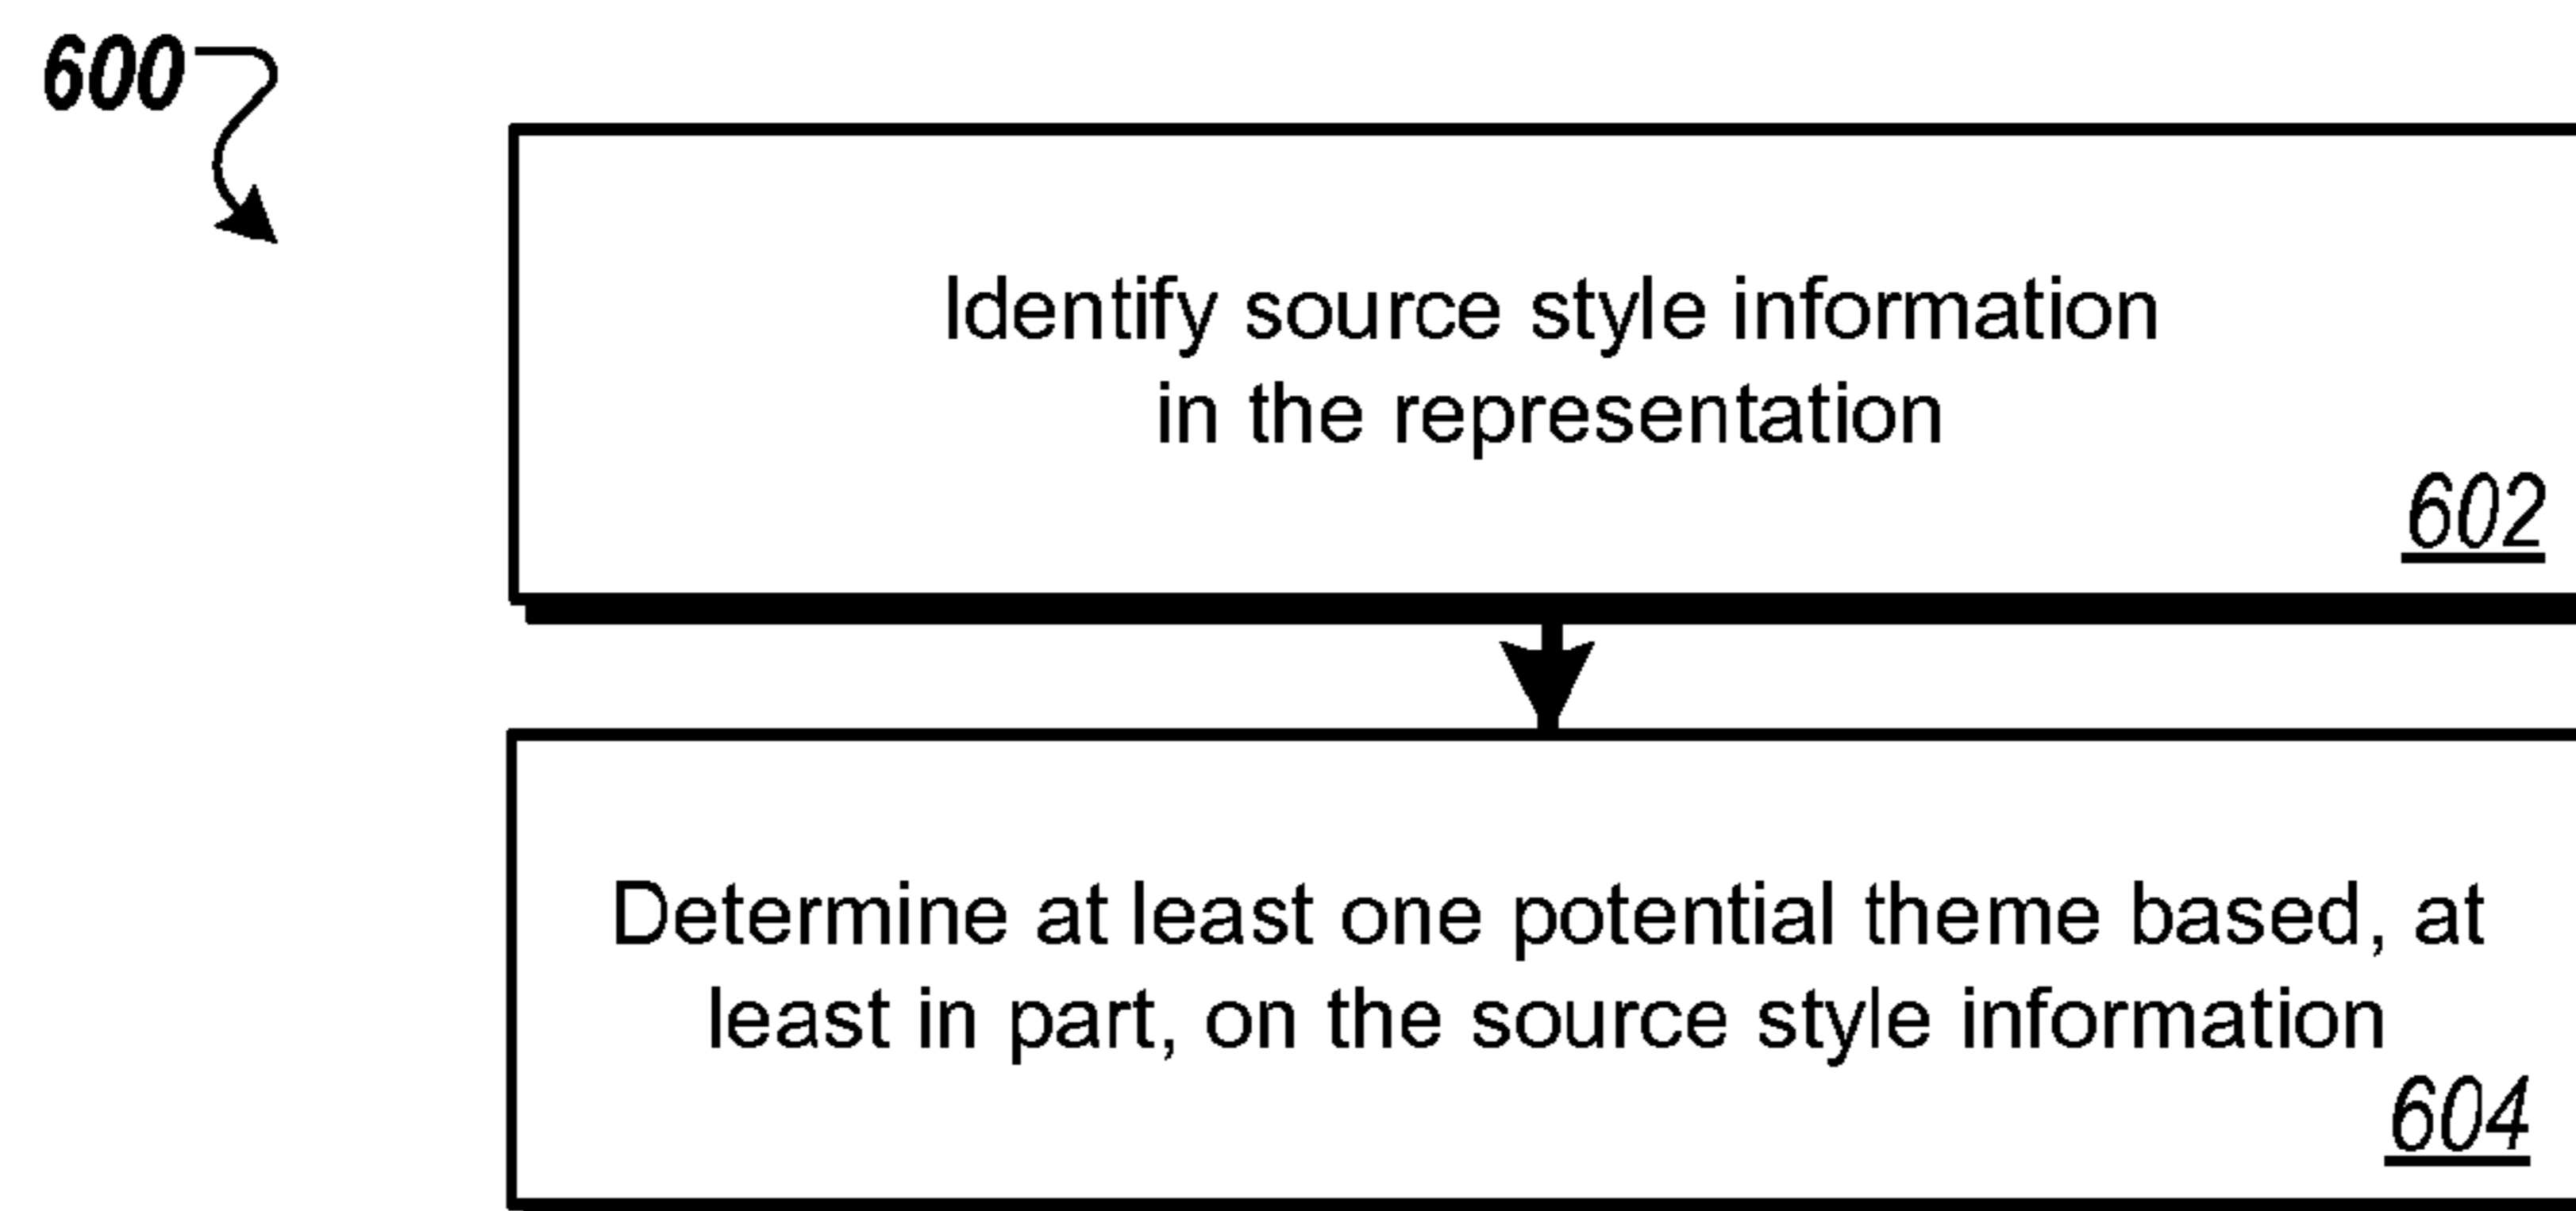 600
Identify source style information
in the representation
602
Determine at least one potential theme based, at
least in part, on the source style information
604